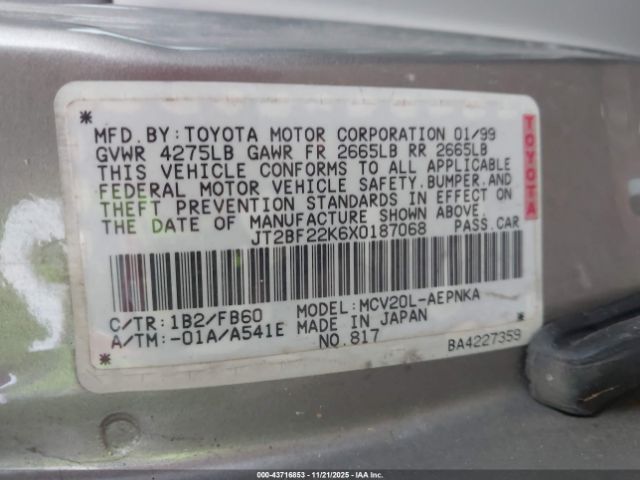 MFD. BY: TOYOTA MOTOR CORPORATION 01/99
GVWR 4275LB GAWR FR 2665LB RR 2665LB
THIS VEHICLE CONFORMS TO ALL APPLICABLE
FEDERAL MOTOR VEHICLE SAFETY, BUMPER, AND
THEFT PREVENTION STANDARDS IN EFFECT ON
THE DATE OF MANUFACTURE SHOWN ABOVE.
JT2BF22K6X0187068 PASS. CAR
TOYOTA
C/TR: 1B2/FB60 MODEL: MCV20L-AEPNKA
A/TM: -01A/A541E MADE IN JAPAN
NO. 817 BA4227359
© 000-43716853 - 11/21/2025 - IAA Inc.